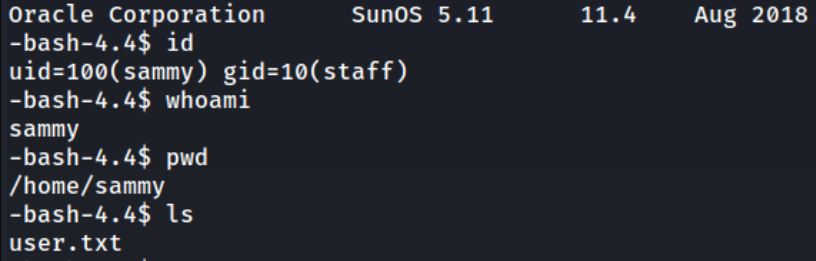 Oracle Corporation      SunOS 5.11      11.4    Aug 2018
-bash-4.4$ id
uid=100(sammy) gid=10(staff)
-bash-4.4$ whoami
sammy
-bash-4.4$ pwd
/home/sammy
-bash-4.4$ ls
user.txt